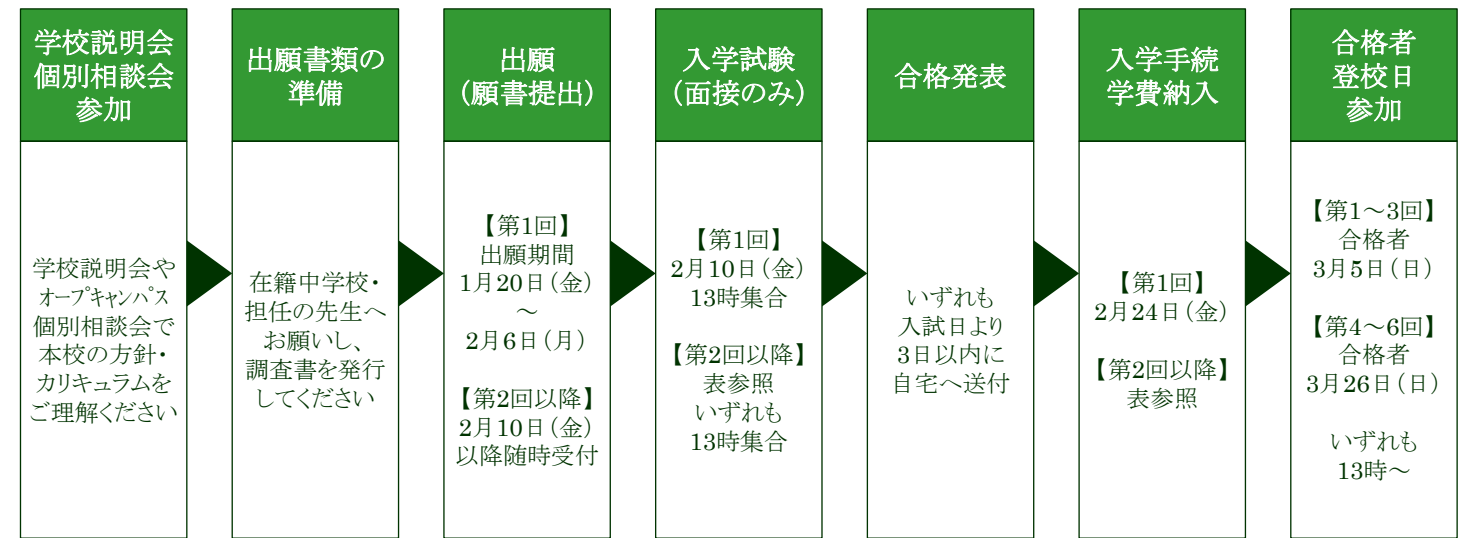 学校説明会
個別相談会
参加
学校説明会や
オープンキャンパス
個別相談会で
本校の方針・
カリキュラムを
ご理解ください
出願書類の
準備
在籍中学校・
担任の先生へ
お願いし、
調査書を発行
してください
出願
（願書提出）
【第1回】
出願期間
1月20日（金）
～
2月6日（月）
【第2回以降】
2月10日（金）
以降随時受付
入学試験
（面接のみ）
【第1回】
2月10日（金）
13時集合
【第2回以降】
表参照
いずれも
13時集合
合格発表
いずれも
入試日より
3日以内に
自宅へ送付
入学手続
学費納入
【第1回】
2月24日（金）
【第2回以降】
表参照
合格者
登校日
参加
【第1～3回】
合格者
3月5日（日）
【第4～6回】
合格者
3月26日（日）
いずれも
13時～